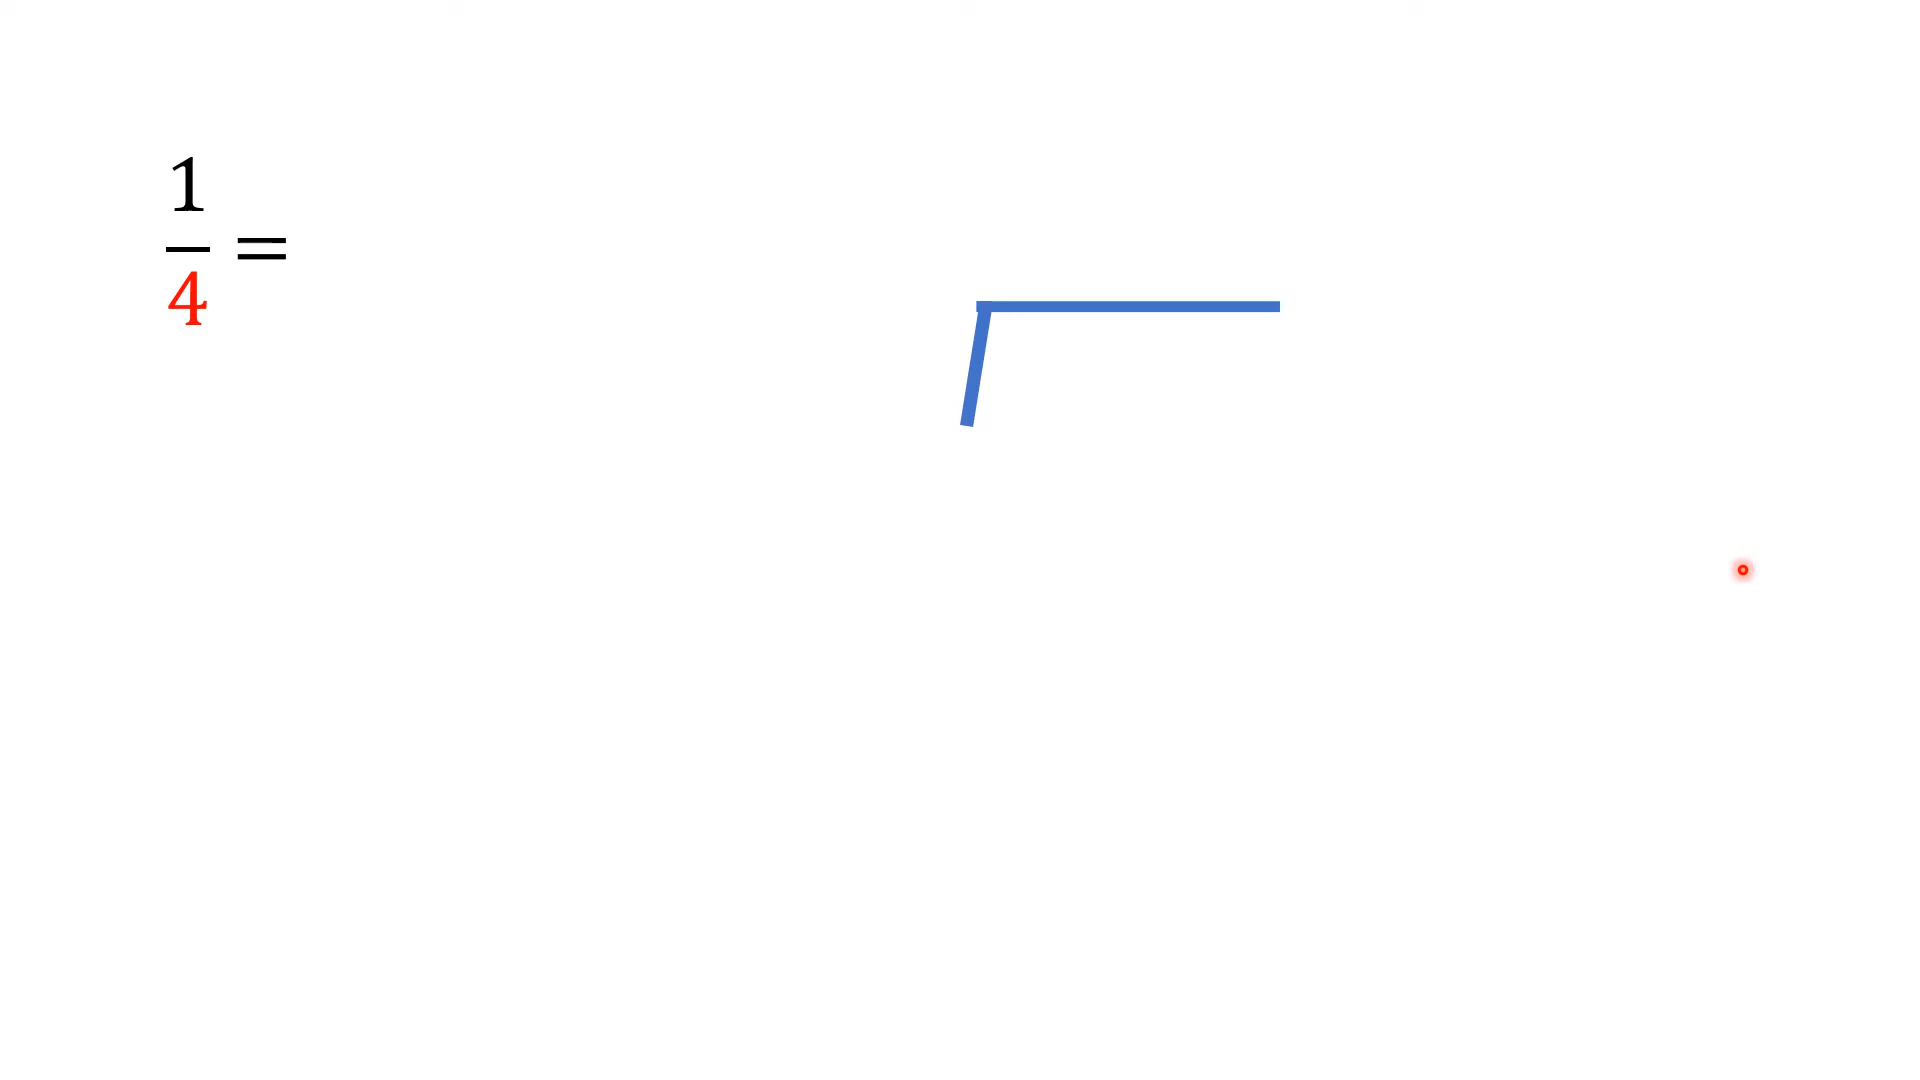 1/4 =